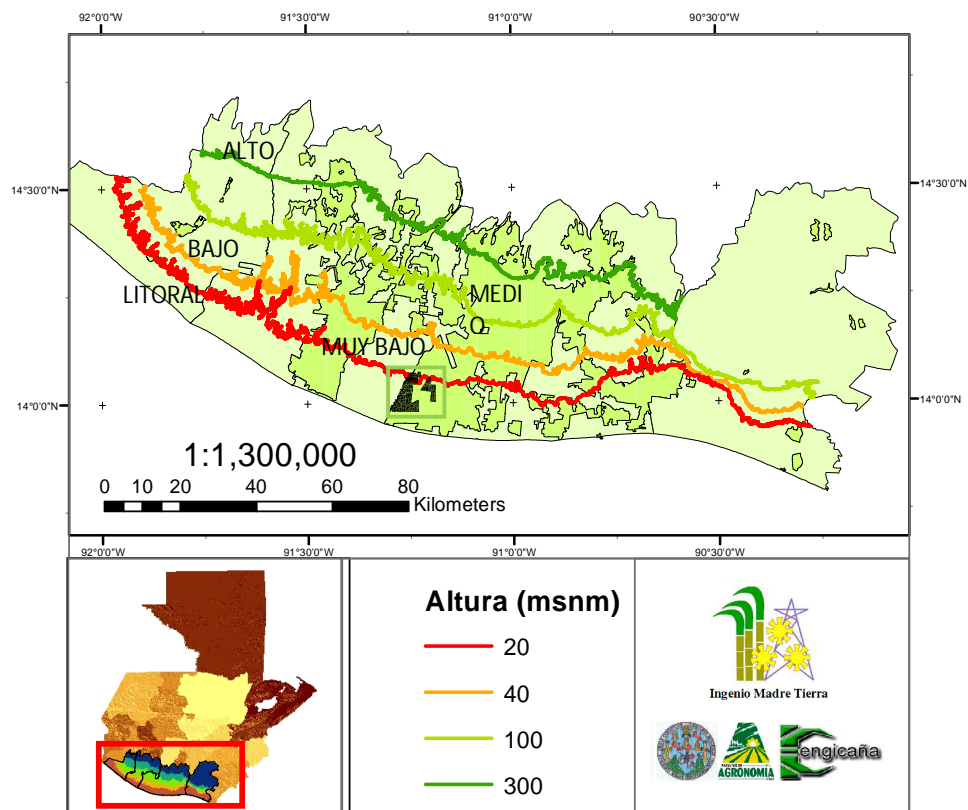 92°0'0"W 91°30'0"W 91°0'0"W 90°30'0"W
ALTO
14°30'0"N 14°30'0"N
BAJO
LITORAL
MEDI
O
MUY BAJO
14°0'0"N 14°0'0"N
1:1,300,000
0 10 20 40 60 80
Kilometers
92°0'0"W 91°30'0"W 91°0'0"W 90°30'0"W
Altura (msnm)
20
40
100
300
Ingenio Madre Tierra
AGRONOMIA
engicaña